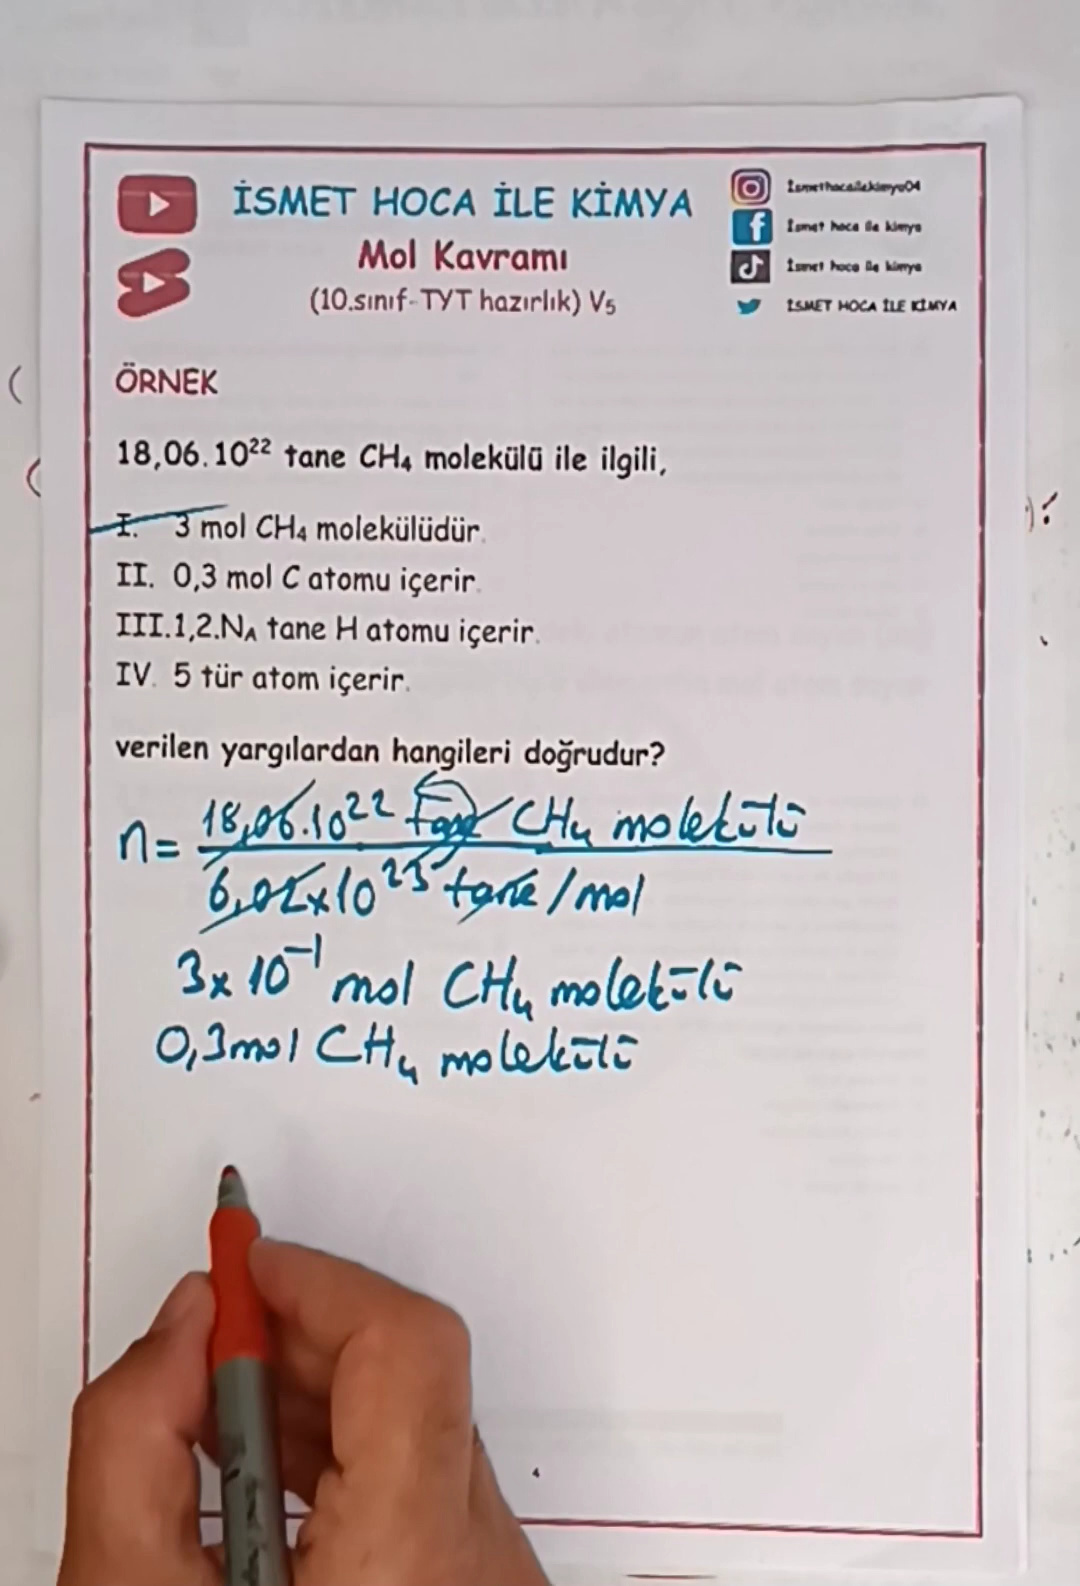 İSMET HOCA İLE KİMYA
Mol Kavramı
(10.sınıf-TYT hazırlık) V5
İsmethocailekimya04
İsmet hoca ile kimya
İsmet hoca ile kimya
İSMET HOCA İLE KİMYA
ÖRNEK
18,06.10²² tane CH₄ molekülü ile ilgili,
I. 3 mol CH₄ molekülüdür.
II. 0,3 mol C atomu içerir.
III.1,2.Nᴀ tane H atomu içerir.
IV. 5 tür atom içerir.
verilen yargılardan hangileri doğrudur?
n= 18,06.10²² tane CH₄ molekülü
6,02x10²³ tane/mol
3x10⁻¹ mol CH₄ molekülü
0,3mol CH₄ molekülü
4